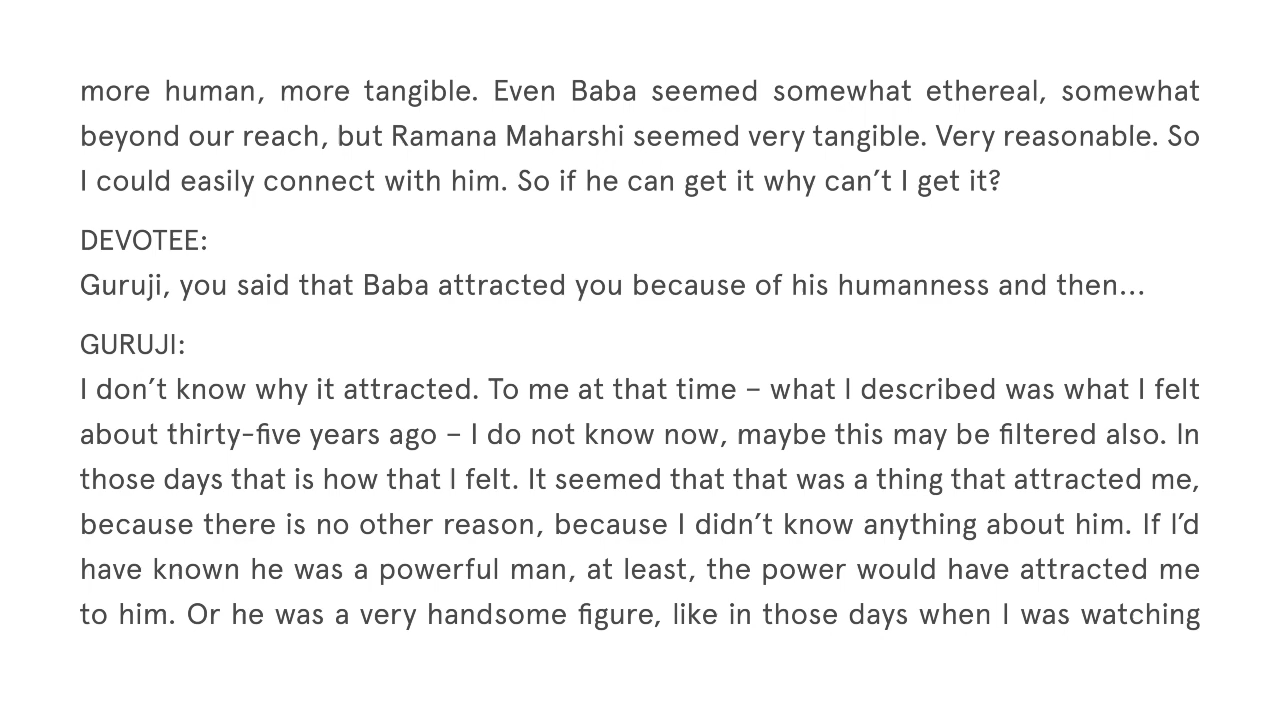 more human, more tangible. Even Baba seemed somewhat ethereal, somewhat
beyond our reach, but Ramana Maharshi seemed very tangible. Very reasonable. So
I could easily connect with him. So if he can get it why can’t I get it?
DEVOTEE:
Guruji, you said that Baba attracted you because of his humanness and then...
GURUJI:
I don’t know why it attracted. To me at that time – what I described was what I felt
about thirty-five years ago – I do not know now, maybe this may be filtered also. In
those days that is how that I felt. It seemed that that was a thing that attracted me,
because there is no other reason, because I didn’t know anything about him. If I’d
have known he was a powerful man, at least, the power would have attracted me
to him. Or he was a very handsome figure, like in those days when I was watching